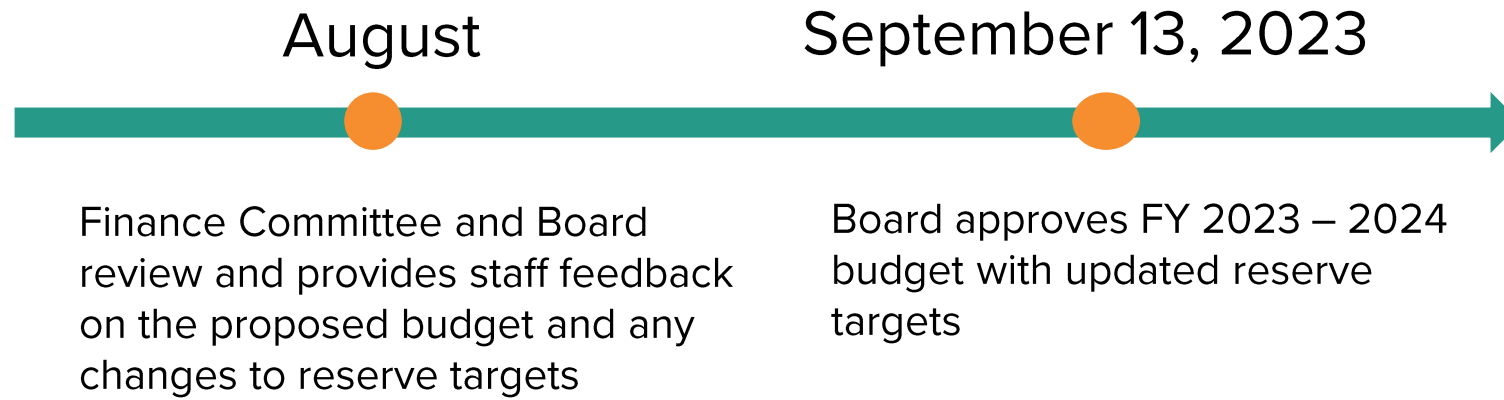 August
September 13, 2023
Finance Committee and Board
review and provides staff feedback
on the proposed budget and any
changes to reserve targets
Board approves FY 2023 – 2024
budget with updated reserve
targets